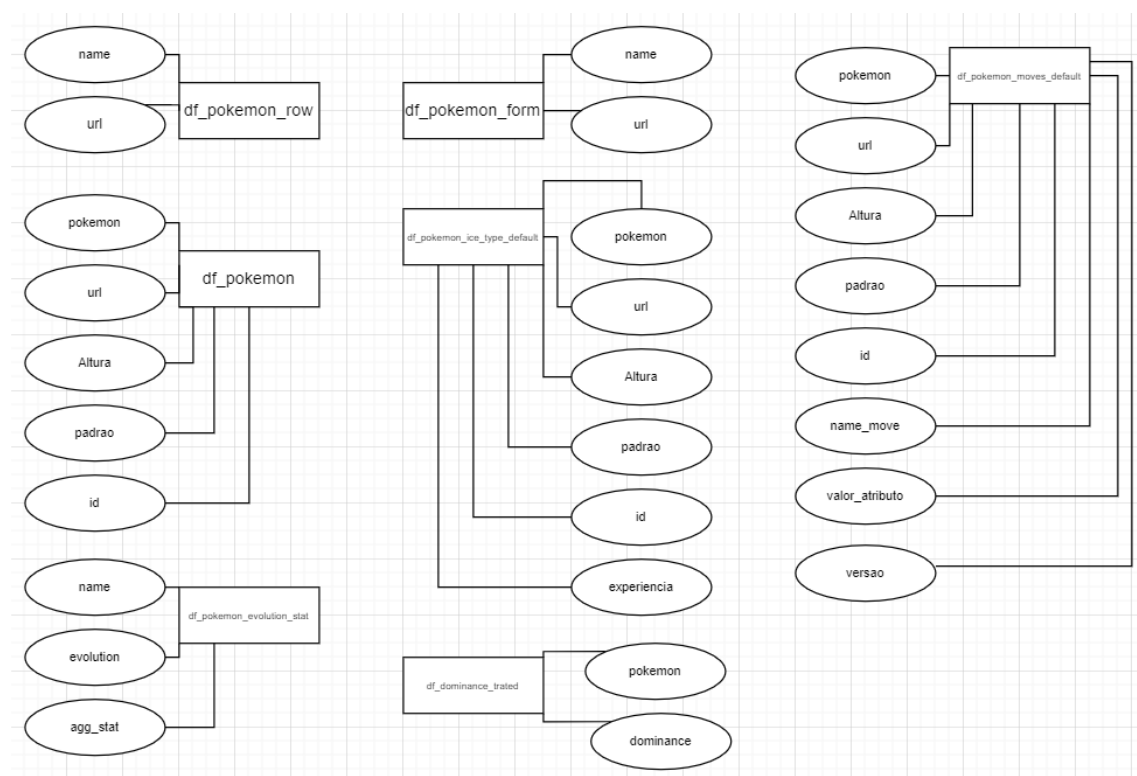 name
url
df_pokemon_row
name
url
df_pokemon_form
pokemon
url
Altura
padrao
id
name_move
valor_atributo
versao
df_pokemon_moves_default
pokemon
url
Altura
padrao
id
df_pokemon
df_pokemon_ice_type_default
pokemon
url
Altura
padrao
id
experiencia
name
evolution
agg_stat
df_pokemon_evolution_stat
df_dominance_trated
pokemon
dominance